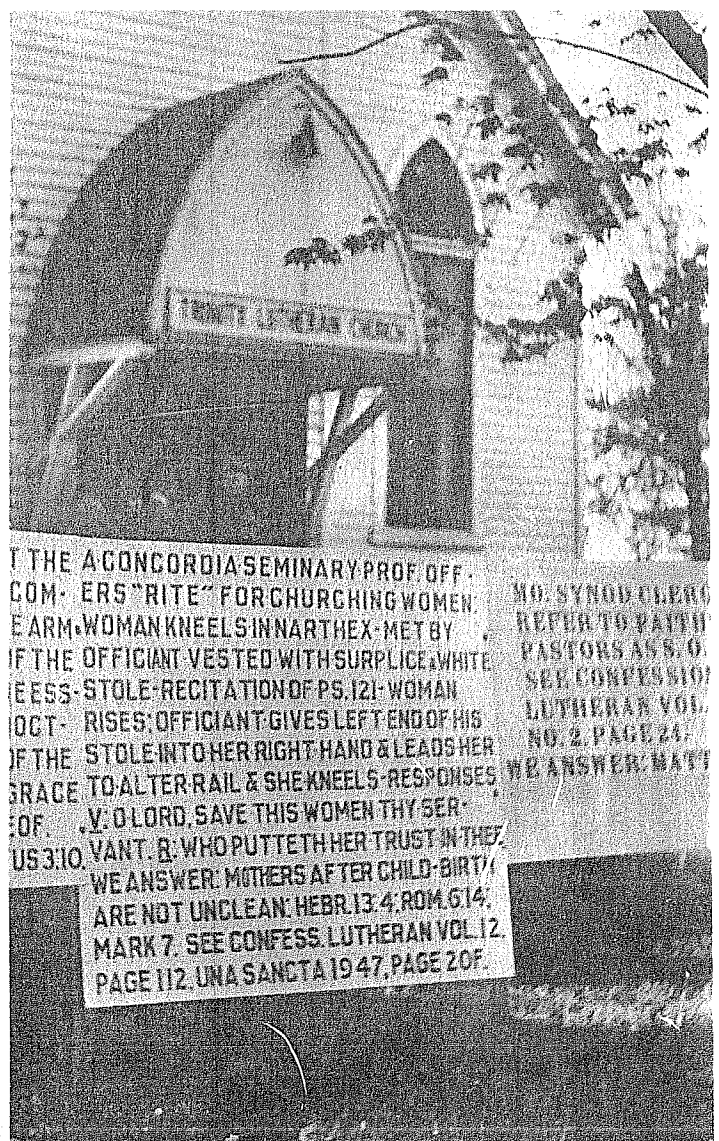 TRINITY LUTHERAN CHURCH
T THE
COM-
E ARM
F THE
EESS-
OCT-
OF THE
GRACE
EOF.
US 3:10.
A CONCORDIA SEMINARY PROF. OFF-
ERS "RITE" FOR CHURCHING WOMEN:
WOMAN KNEELS IN NARTHEX-MET BY
OFFICIANT VESTED WITH SURPLICE & WHITE
STOLE-RECITATION OF PS. 121-WOMAN
RISES; OFFICIANT GIVES LEFT END OF HIS
STOLE INTO HER RIGHT HAND & LEADS HER
TO ALTER RAIL & SHE KNEELS-RESPONSES
V. O LORD, SAVE THIS WOMEN THY SER-
VANT. R: WHO PUTTETH HER TRUST IN THEE
WE ANSWER: MOTHERS AFTER CHILD-BIRTH
ARE NOT UNCLEAN: HEBR. 13:4; ROM. 6:14;
MARK 7. SEE CONFESS. LUTHERAN VOL. 12,
PAGE 112. UNA SANCTA 1947, PAGE 20F.
MO. SYNOD CLERG
REFER TO FAITH
PASTORS AS S. O.
SEE CONFESSION
LUTHERAN VOL.
NO. 2. PAGE 24.
WE ANSWER: MATT